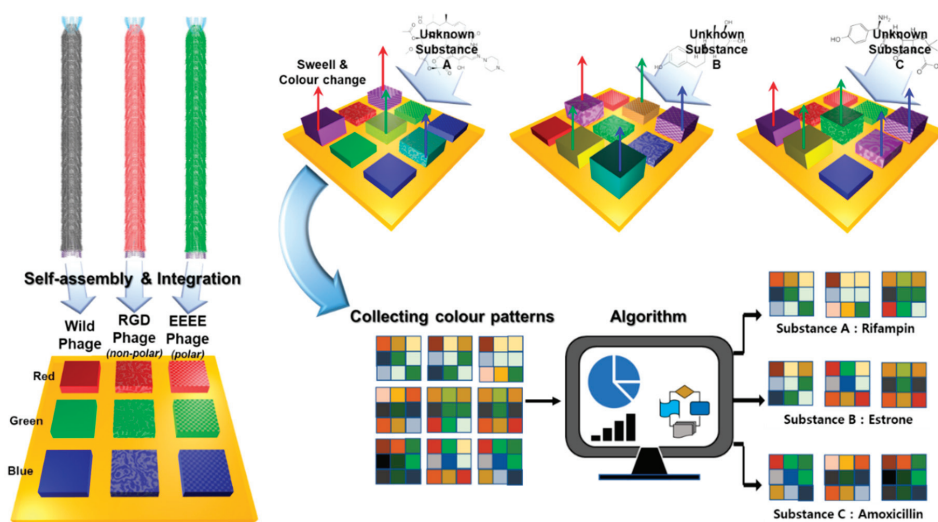 Unknown
Substance
A
Unknown
Substance
B
Unknown
Substance
C
Sweell &
Colour change
Self-assembly & Integration
Wild
Phage
RGD
Phage
(non-polar)
EEEE
Phage
(polar)
Red
Green
Blue
Collecting colour patterns
Algorithm
Substance A : Rifampin
Substance B : Estrone
Substance C : Amoxicillin